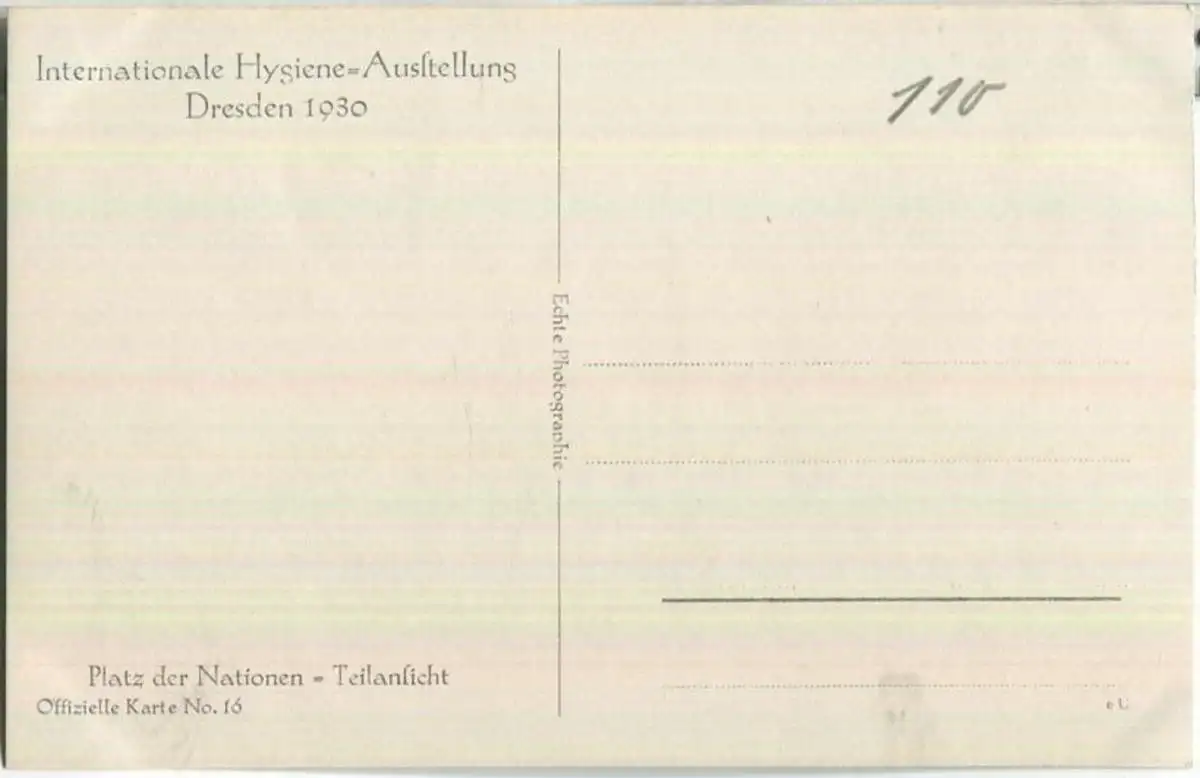 Internationale Hygiene=Ausſtellung
Dresden 1930
110
Echte Photographie
Platz der Nationen = Teilanſicht
Offizielle Karte No. 16